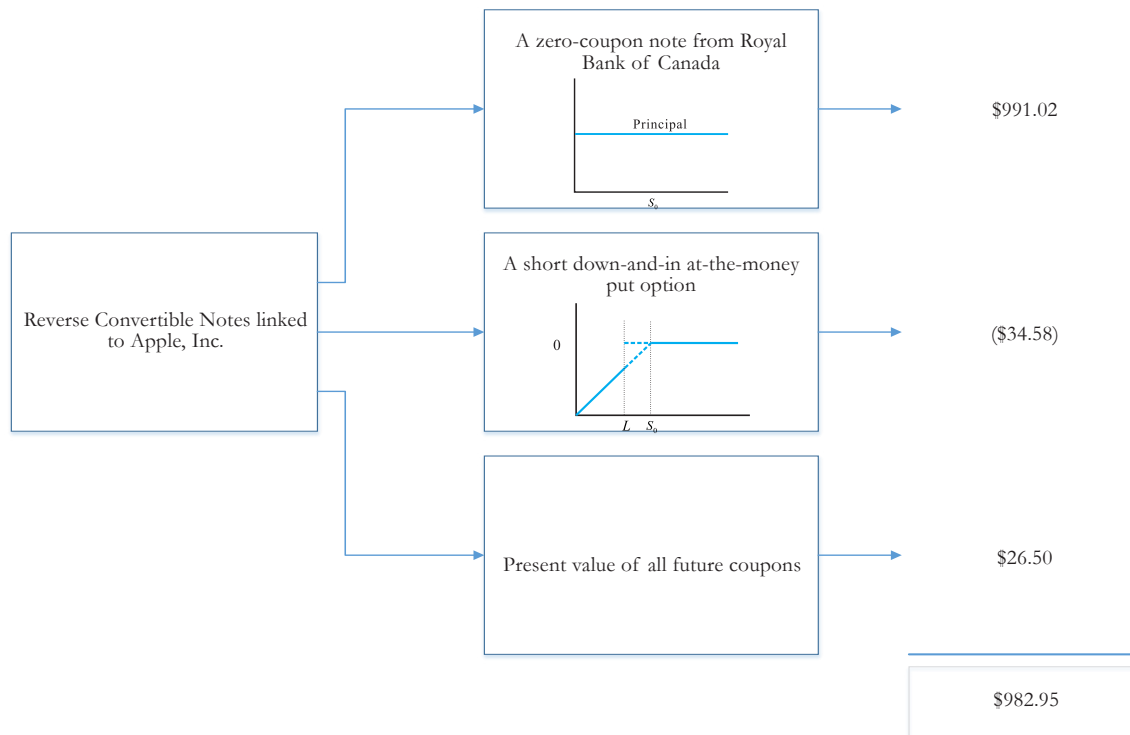 A zero-coupon note from Royal
Bank of Canada
Principal
S₀
$991.02
Reverse Convertible Notes linked
to Apple, Inc.
A short down-and-in at-the-money
put option
0
L S₀
($34.58)
Present value of all future coupons
$26.50
$982.95